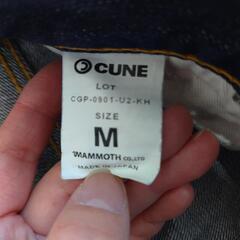 CUNE
LOT
CGP-0901-U2-KH
SIZE
M
MAMMOTH CO.,LTD
MADE IN JAPAN